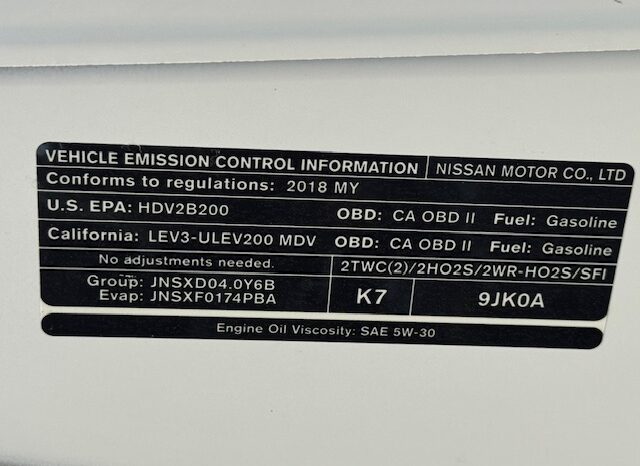 VEHICLE EMISSION CONTROL INFORMATION NISSAN MOTOR CO., LTD
Conforms to regulations: 2018 MY
U.S. EPA: HDV2B200 OBD: CA OBD II Fuel: Gasoline
California: LEV3-ULEV200 MDV OBD: CA OBD II Fuel: Gasoline
No adjustments needed. 2TWC(2)/2HO2S/2WR-HO2S/SFI
Group: JNSXD04.0Y6B
Evap: JNSXF0174PBA K7 9JK0A
Engine Oil Viscosity: SAE 5W-30